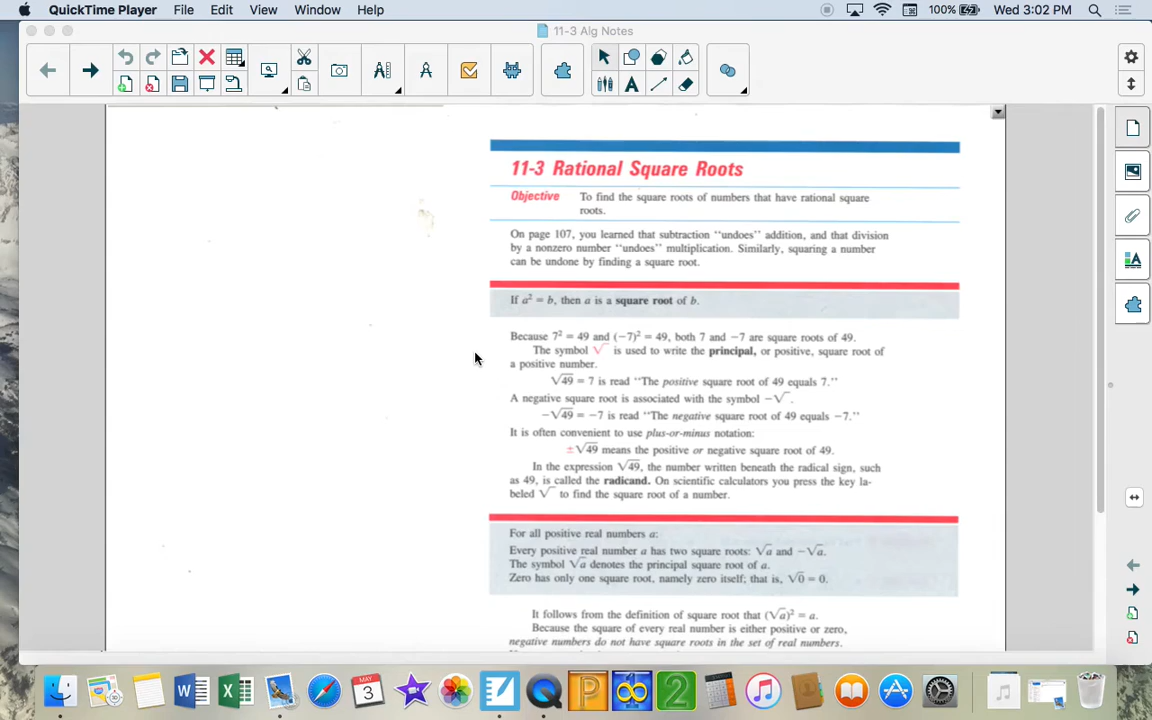 QuickTime Player File Edit View Window Help 100% Wed 3:02 PM
11-3 Alg Notes
11-3 Rational Square Roots
Objective To find the square roots of numbers that have rational square
roots.
On page 107, you learned that subtraction "undoes" addition, and that division
by a nonzero number "undoes" multiplication. Similarly, squaring a number
can be undone by finding a square root.
If a² = b, then a is a square root of b.
Because 7² = 49 and (−7)² = 49, both 7 and −7 are square roots of 49.
The symbol √ is used to write the principal, or positive, square root of
a positive number.
√49 = 7 is read "The positive square root of 49 equals 7."
A negative square root is associated with the symbol −√ .
−√49 = −7 is read "The negative square root of 49 equals −7."
It is often convenient to use plus-or-minus notation:
±√49 means the positive or negative square root of 49.
In the expression √49, the number written beneath the radical sign, such
as 49, is called the radicand. On scientific calculators you press the key la-
beled √ to find the square root of a number.
For all positive real numbers a:
Every positive real number a has two square roots: √a and −√a.
The symbol √a denotes the principal square root of a.
Zero has only one square root, namely zero itself; that is, √0 = 0.
It follows from the definition of square root that (√a)² = a.
Because the square of every real number is either positive or zero,
negative numbers do not have square roots in the set of real numbers.